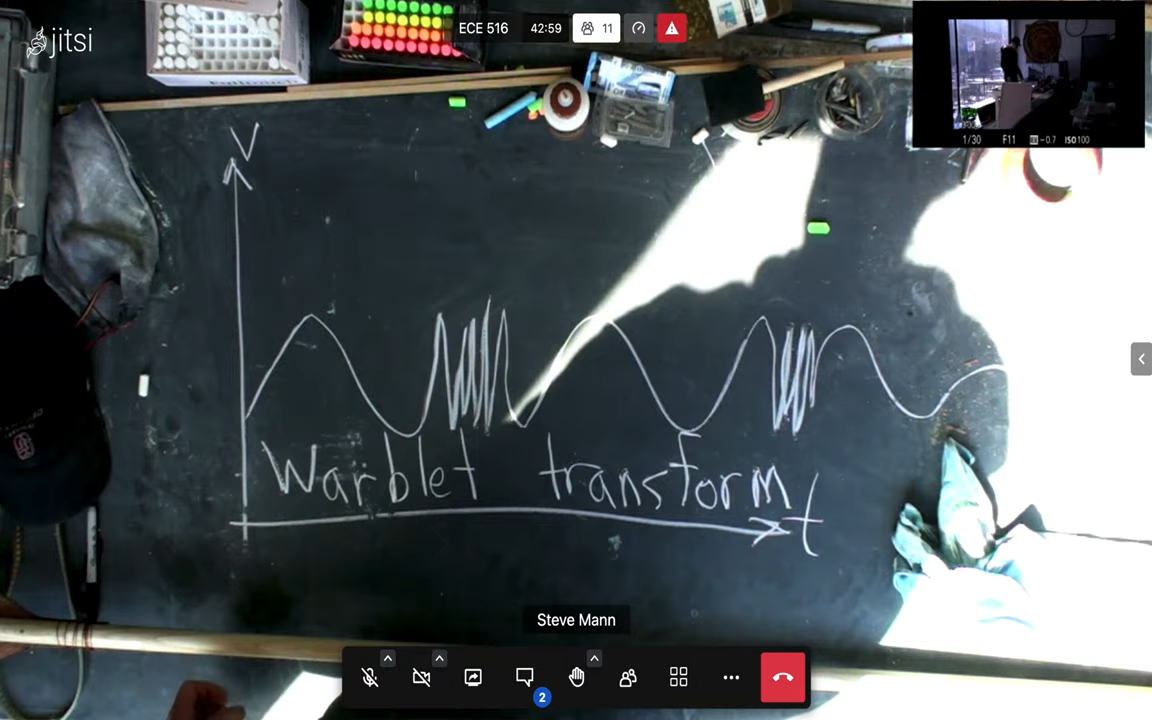 jitsi
ECE 516 42:59 11
1/30 F11 -0.7 ISO100
V
Warblet transform
t
Steve Mann
2